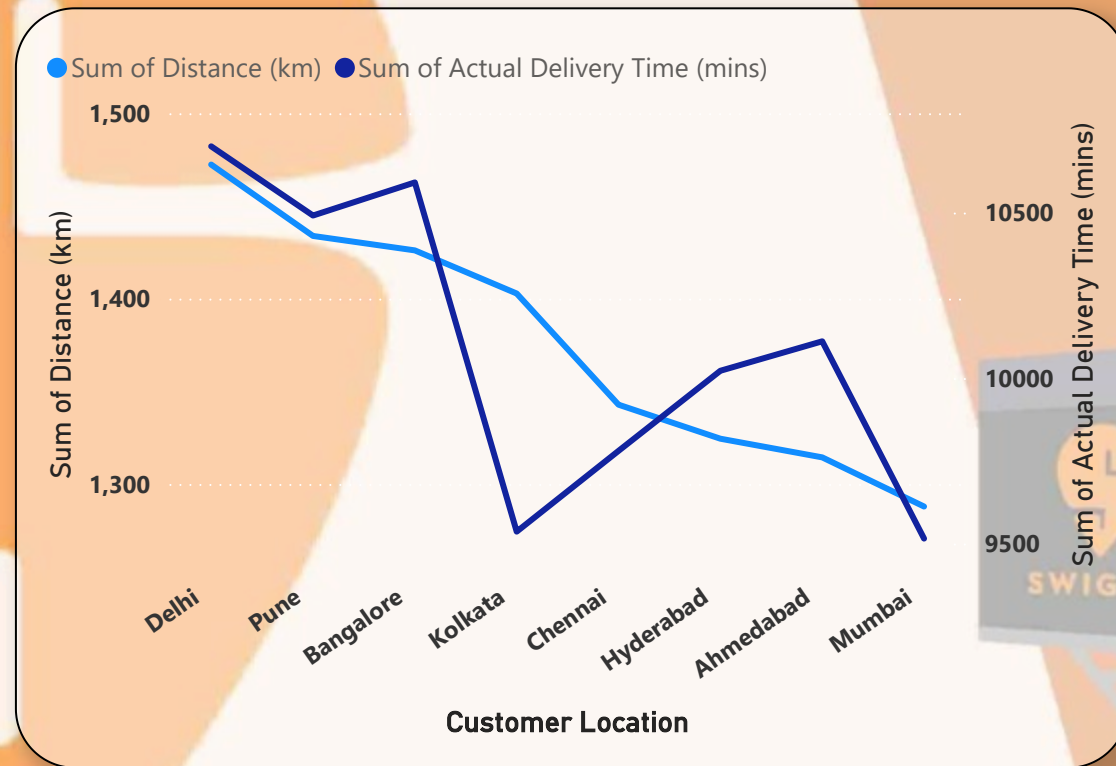 Sum of Distance (km) Sum of Actual Delivery Time (mins)
1,500
1,400
1,300
Sum of Distance (km)
10500
10000
9500
Sum of Actual Delivery Time (mins)
SWIG
Delhi
Pune
Bangalore
Kolkata
Chennai
Hyderabad
Ahmedabad
Mumbai
Customer Location